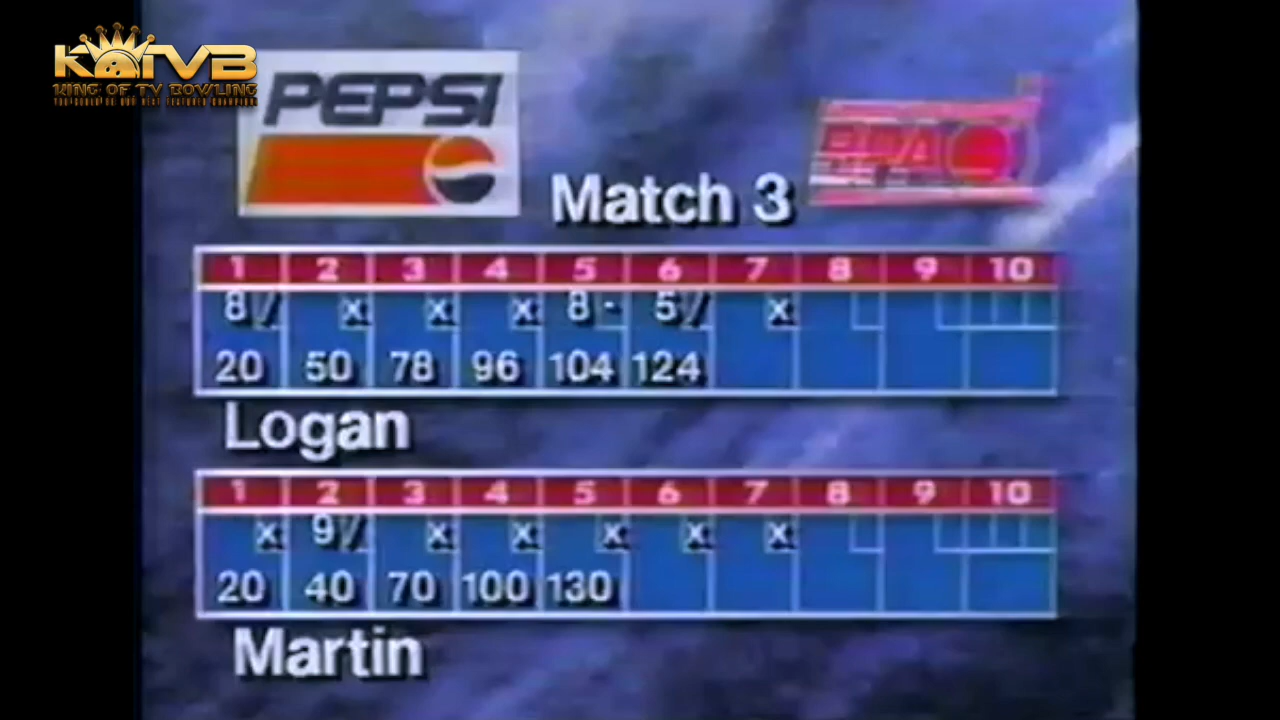 KOTVB
KING OF TV BOWLING
PEPSI
PBA
Match 3
1 2 3 4 5 6 7 8 9 10
8/ x x x 8- 5/ x
20 50 78 96 104 124
Logan
1 2 3 4 5 6 7 8 9 10
x 9/ x x x x x
20 40 70 100 130
Martin